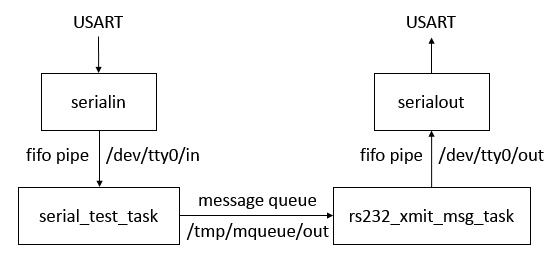 USART
USART
serialin
serialout
fifo pipe
/dev/tty0/in
fifo pipe
/dev/tty0/out
serial_test_task
message queue
/tmp/mqueue/out
rs232_xmit_msg_task